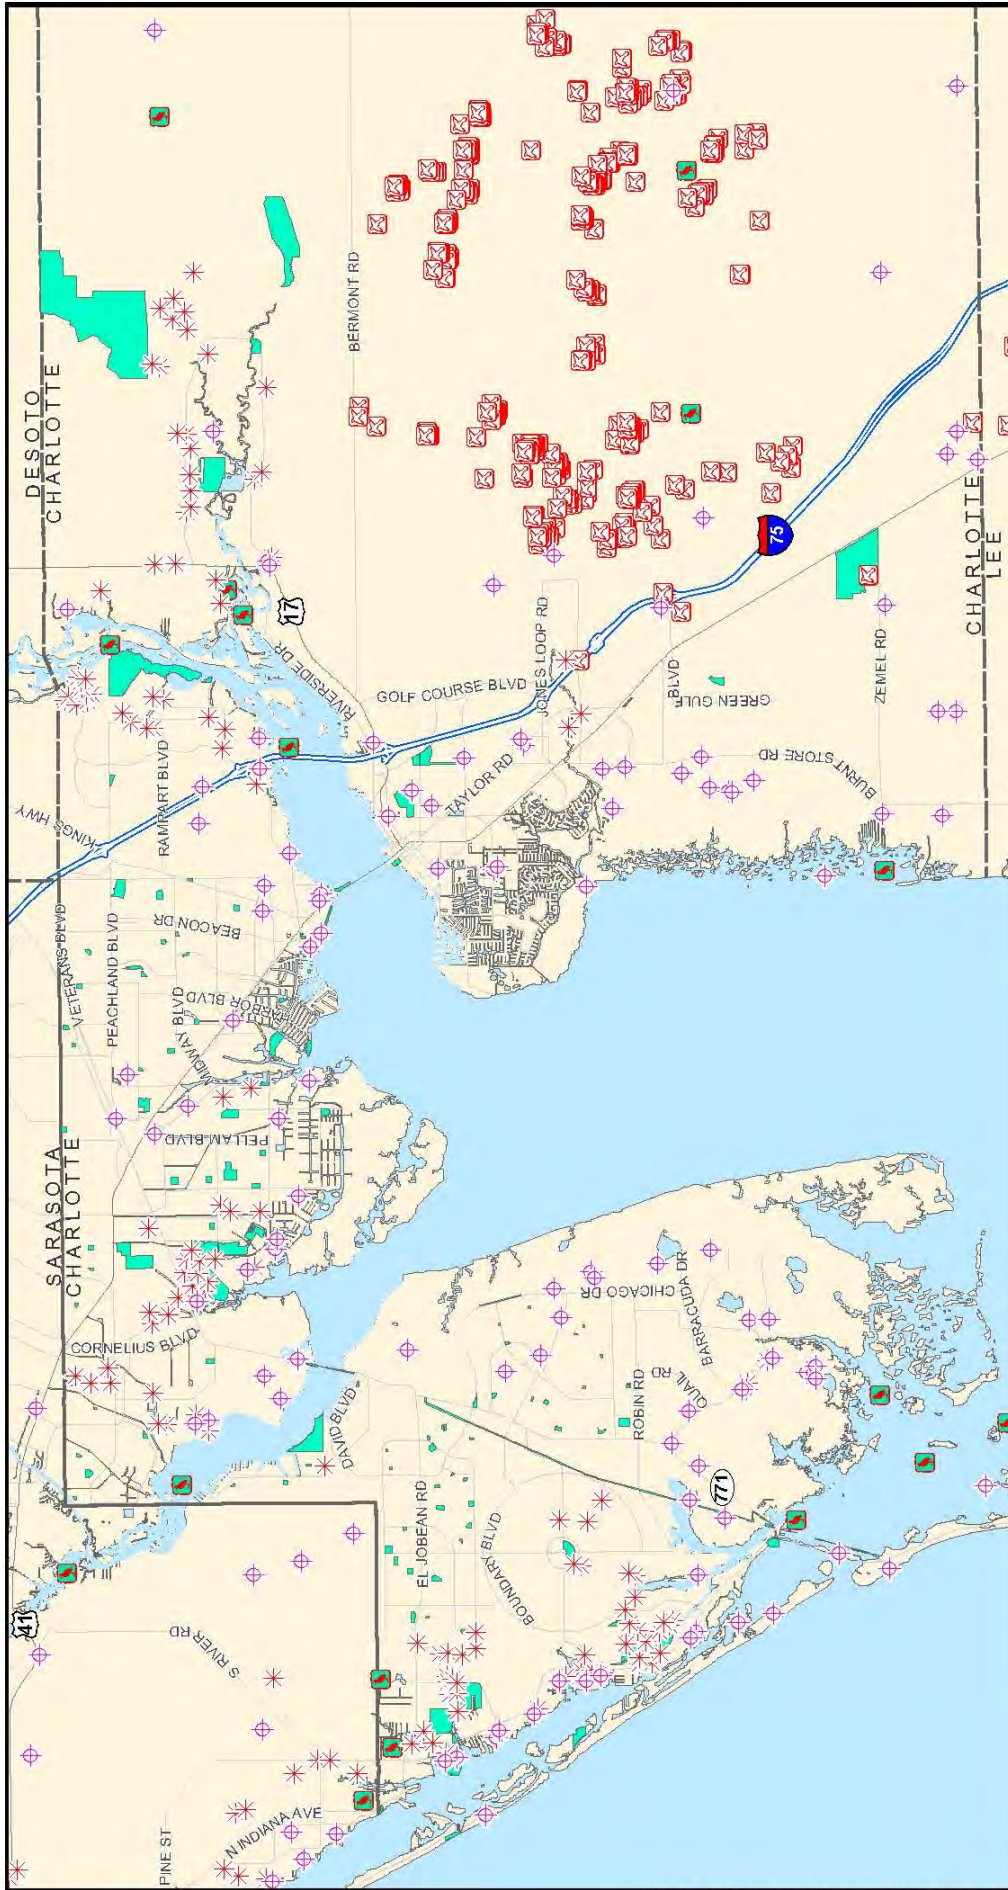 DESOTO
CHARLOTTE
BERMONT RD
17
RIVERSIDE DR
75
CHARLOTTE
LEE
GOLF COURSE BLVD
JONES LOOP RD
BLVD
GREEN GULF
ZEMEL RD
KINGS HWY
RAMPART BLVD
TAYLOR RD
BURNT STORE RD
VETERANS BLVD
PEACHLAND BLVD
BEACON DR
MIDWAY BLVD
HARBOR BLVD
SARASOTA
CHARLOTTE
PELLAM BLVD
CORNELIUS BLVD
CHICAGO DR
BARRACUDA DR
QUAIL
RD
ROBIN RD
DAVID BLVD
EL JOBEAN RD
BOUNDARY BLVD
771
41
S RIVER RD
N INDIANA AVE
PINE ST